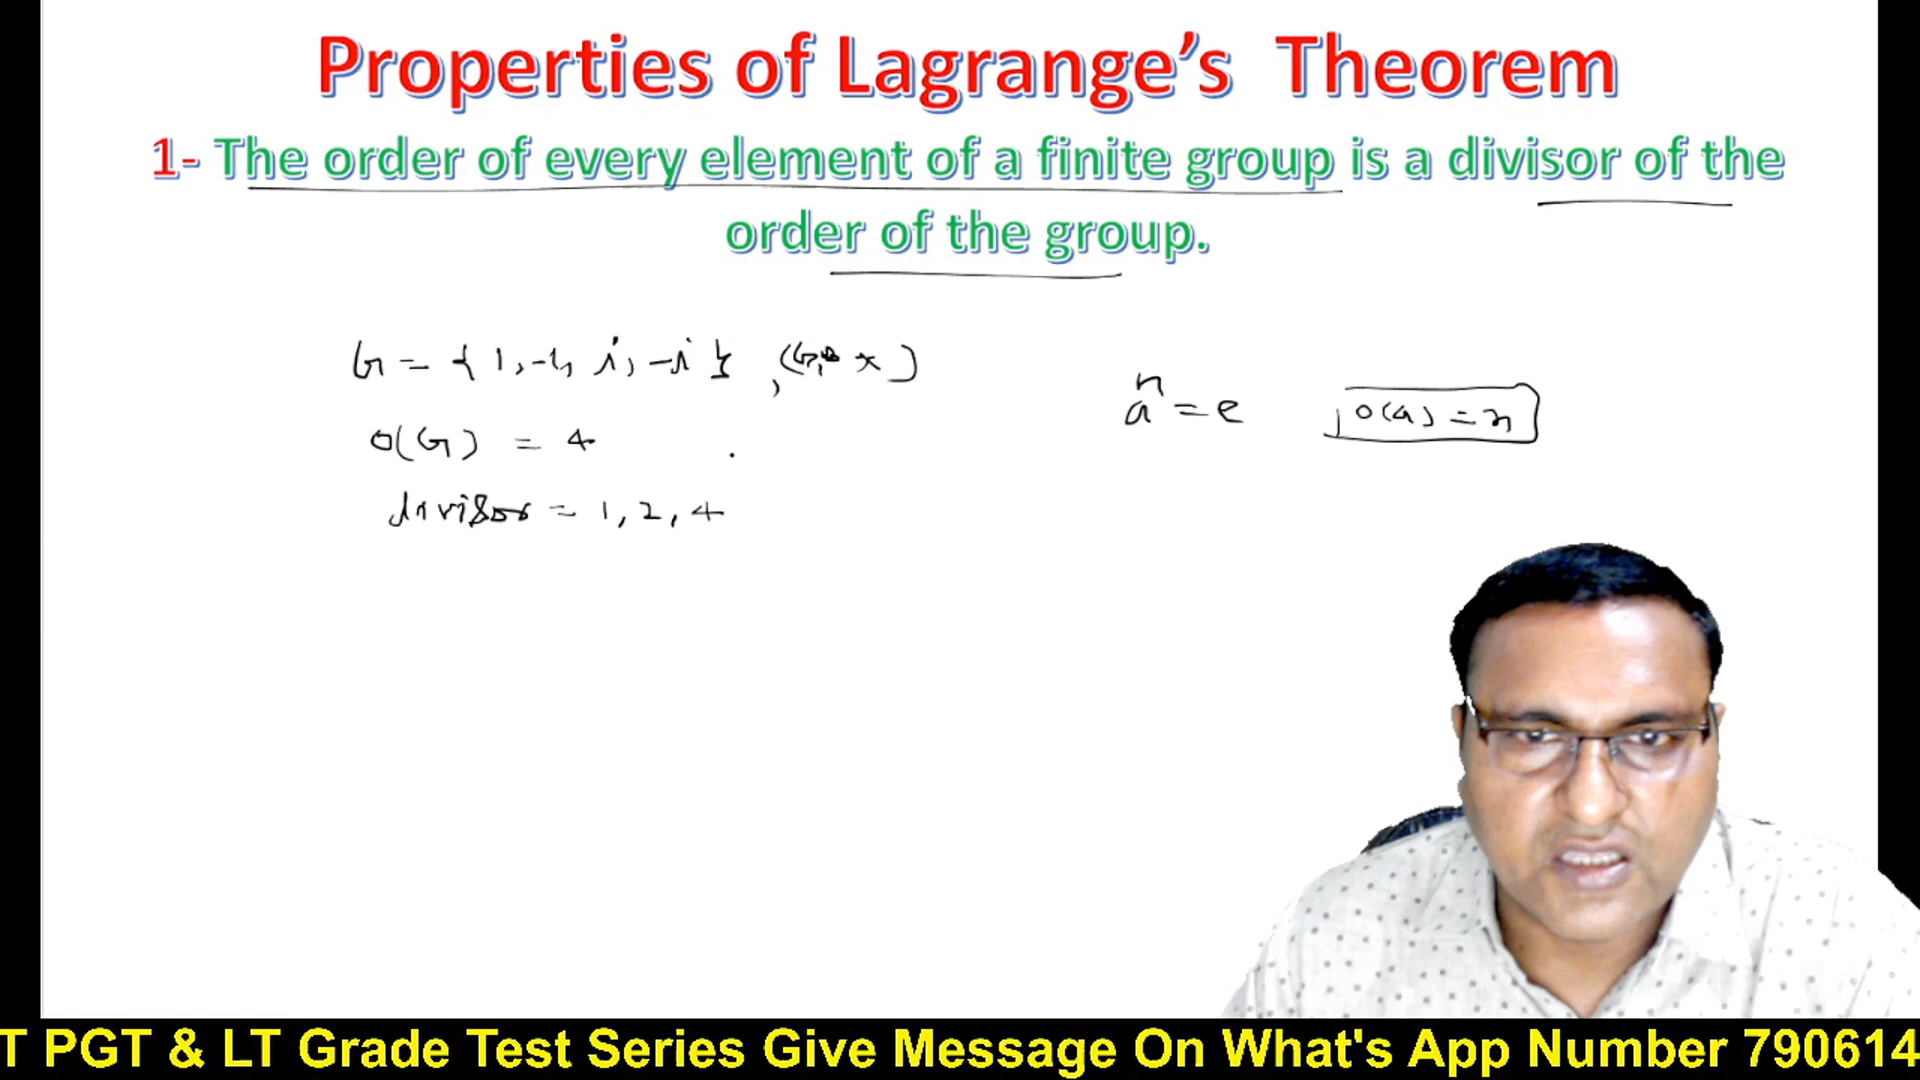 Properties of Lagrange’s Theorem
1- The order of every element of a finite group is a divisor of the
order of the group.
G = { 1, -1, i, -i } , (G, × )
aⁿ = e
o(a) = n
o(G) = 4
divisor = 1, 2, 4
T PGT & LT Grade Test Series Give Message On What's App Number 790614